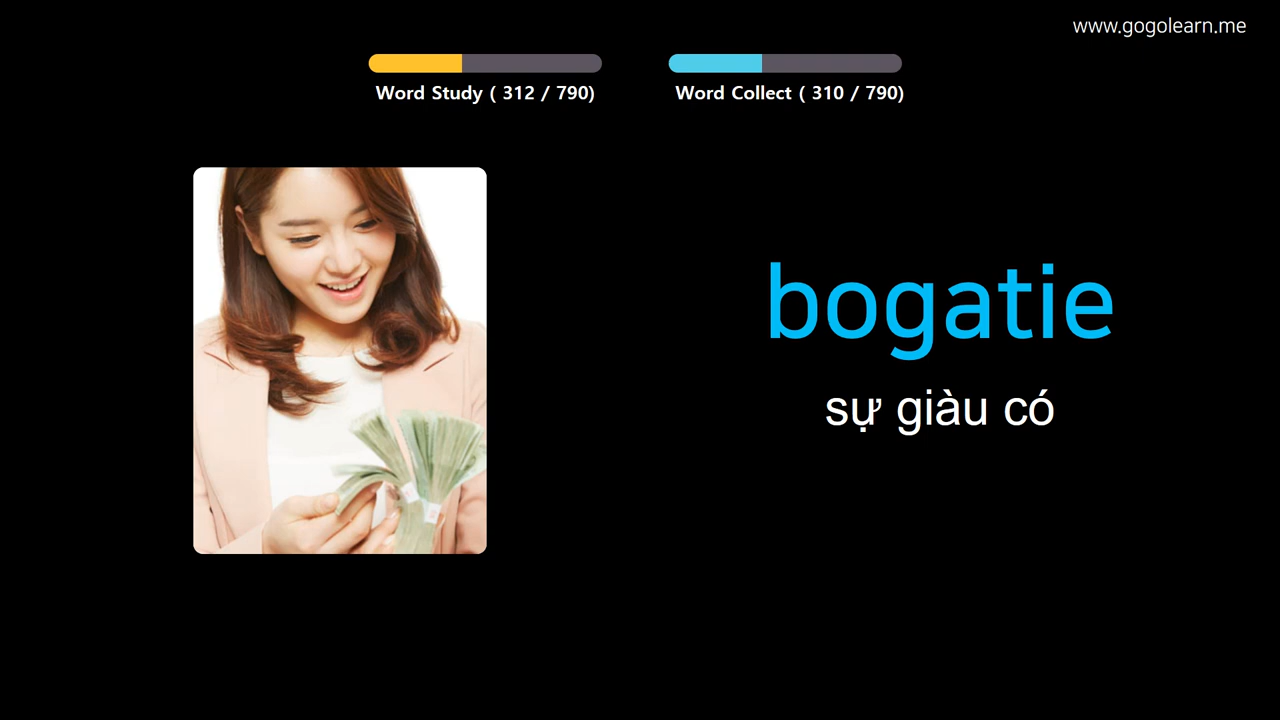 www.gogolearn.me
Word Study ( 312 / 790)
Word Collect ( 310 / 790)
bogatie
sự giàu có